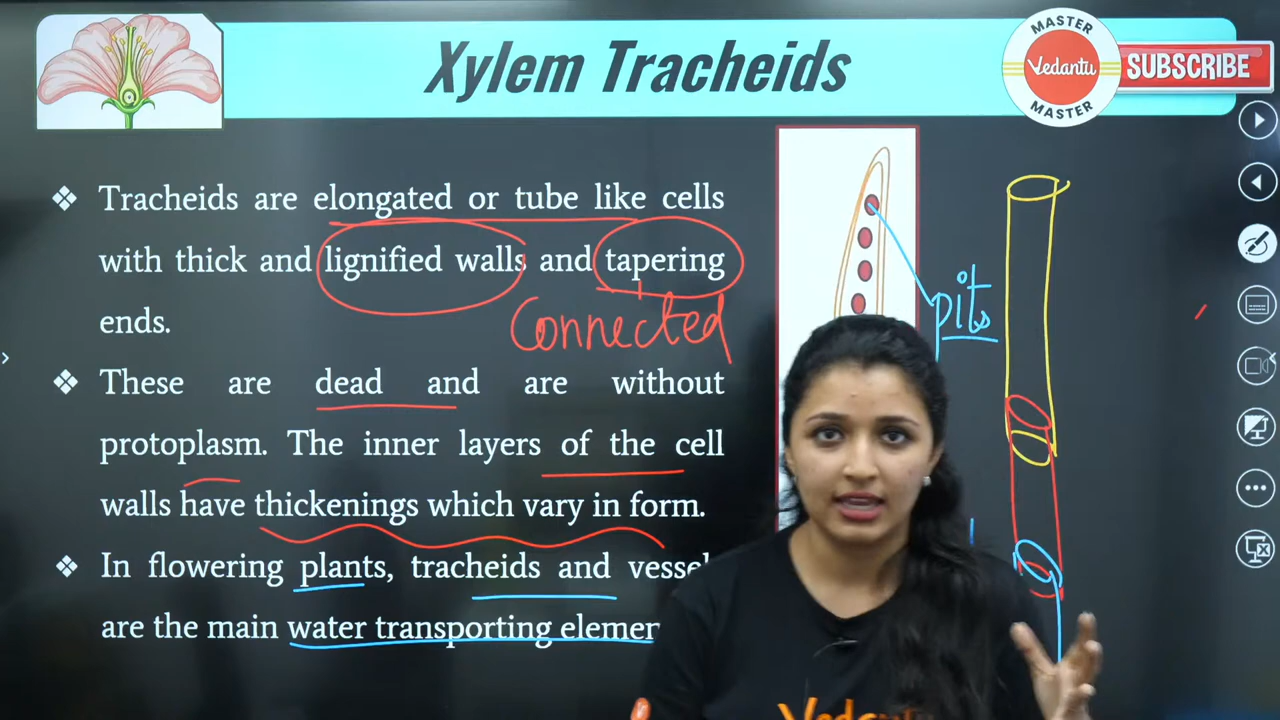 Xylem Tracheids
MASTER
Vedantu
MASTER
SUBSCRIBE
❖ Tracheids are elongated or tube like cells
with thick and lignified walls and tapering
ends.
Connected
pits
❖ These are dead and are without
protoplasm. The inner layers of the cell
walls have thickenings which vary in form.
❖ In flowering plants, tracheids and
are the main water transporting
Vedantu